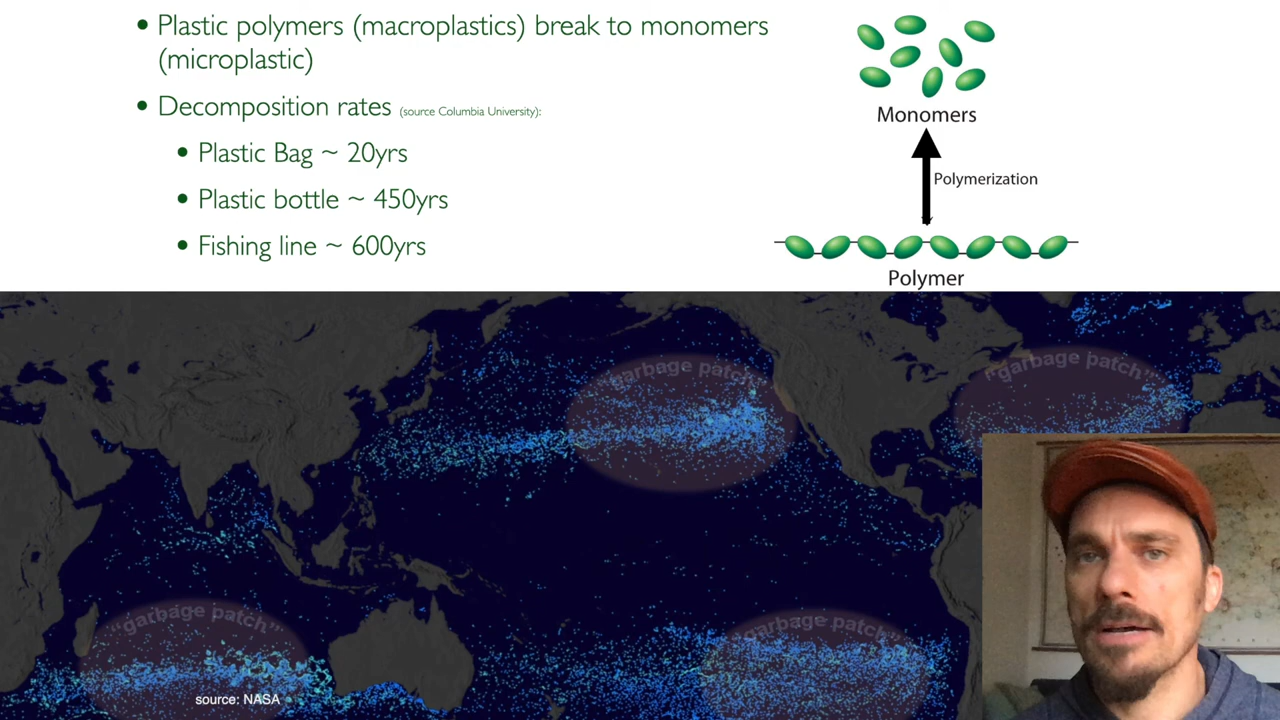 • Plastic polymers (macroplastics) break to monomers
(microplastic)
• Decomposition rates (source Columbia University):
• Plastic Bag ~ 20yrs
• Plastic bottle ~ 450yrs
• Fishing line ~ 600yrs
Monomers
Polymerization
Polymer
"garbage patch"
"garbage patch"
"garbage patch"
garbage patch"
source: NASA